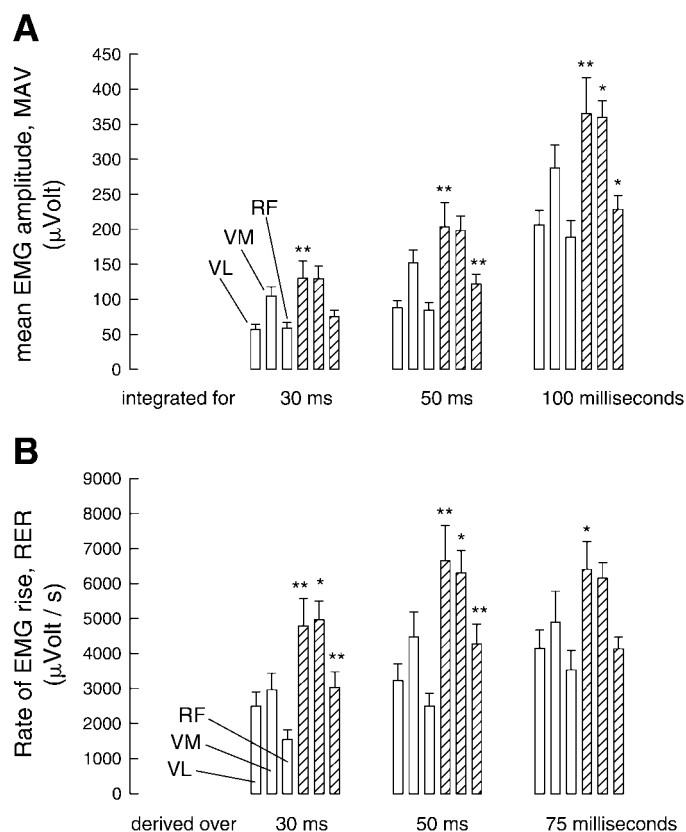 A
mean EMG amplitude, MAV
(μVolt)
450
400
350
300
250
200
150
100
50
0
VL
VM
RF
**
**
**
**
*
*
integrated for 30 ms 50 ms 100 milliseconds
B
Rate of EMG rise, RER
(μVolt / s)
9000
8000
7000
6000
5000
4000
3000
2000
1000
0
RF
VM
VL
**
*
**
**
*
**
*
derived over 30 ms 50 ms 75 milliseconds